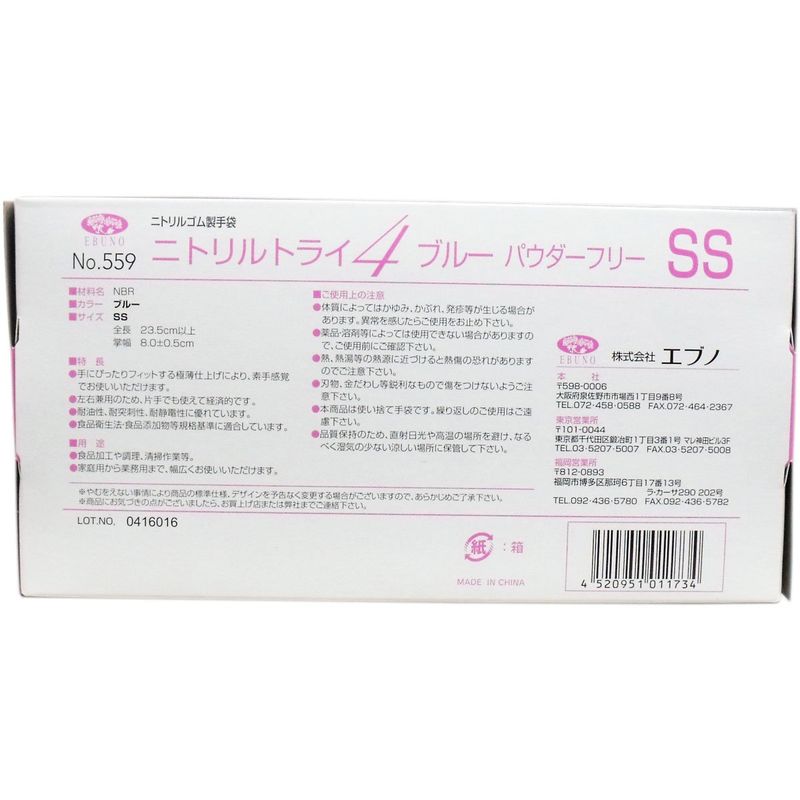 EBUNO
No.559
ニトリルゴム製手袋
ニトリルトライ4 ブルー パウダーフリー SS
■材料名 NBR
■カラー ブルー
■サイズ SS
全長 23.5cm以上
掌幅 8.0±0.5cm
■特長
●手にぴったりフィットする極薄仕上げにより、素手感覚
でお使いいただけます。
●左右兼用のため、片手でも使えて経済的です。
●耐油性、耐突刺性、耐静電性に優れています。
●食品衛生法・食品添加物等規格基準に適合しています。
■用途
●食品加工や調理、清掃作業等。
●家庭用から業務用まで、幅広くお使いいただけます。
■ご使用上の注意
●体質によってはかゆみ、かぶれ、発疹等が生じる場合が
あります。異常を感じたらご使用をお止め下さい。
●薬品・溶剤等によっては使用できない場合があります
ので、ご使用前にご確認下さい。
●熱、熱湯等の熱源に近づけると熱傷の恐れがあります
のでご注意下さい。
●刃物、金だわし等鋭利なもので傷をつけないようご注
意下さい。
●本商品は使い捨て手袋です。繰り返しのご使用はご遠
慮下さい。
●品質保持のため、直射日光や高温の場所を避け、なる
べく湿気の少ない涼しい場所に保管して下さい。
EBUNO
株式会社 エブノ
本社
〒598-0006
大阪府泉佐野市市場西1丁目9番8号
TEL.072-458-0588 FAX.072-464-2367
東京営業所
〒101-0044
東京都千代田区鍛冶町1丁目3番1号 マレ神田ビル3F
TEL.03-5207-5007 FAX.03-5207-5008
福岡営業所
〒812-0893
福岡市博多区那珂6丁目17番13号
ラ・カーサ290 202号
TEL.092-436-5780 FAX.092-436-5782
※やむをえない事情により商品の標準仕様、デザインを予告なく変更する場合がございますので、あらかじめご了承下さい。
※商品にお気づきの点がございましたら、お買上げ店または弊社までご連絡下さい。
LOT.NO. 0416016
紙 : 箱
MADE IN CHINA
4 520951 011734